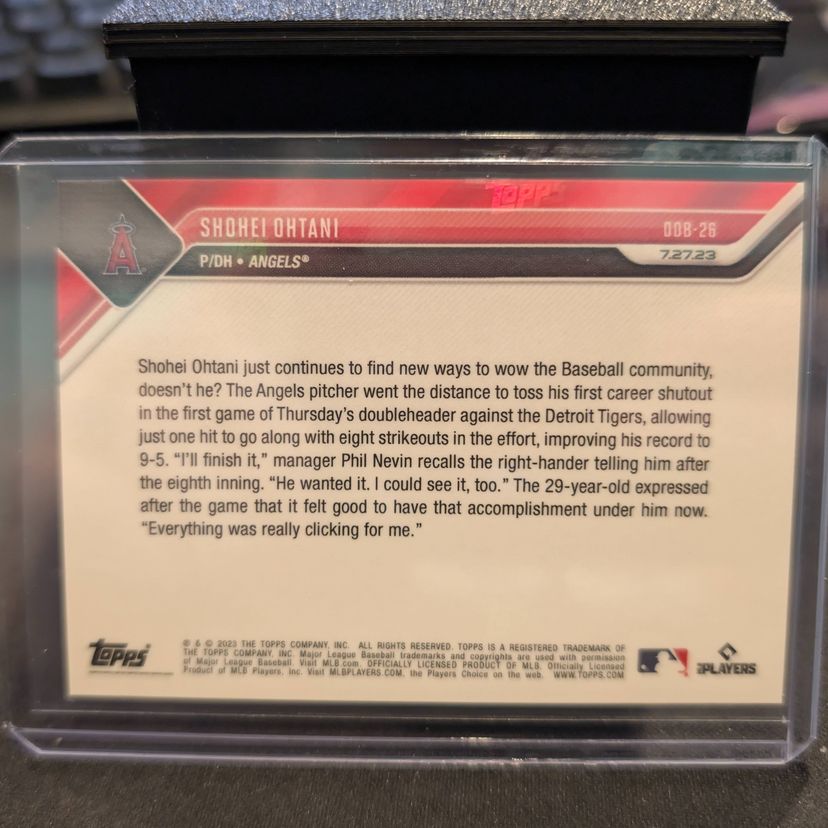 TOPPS
SHOHEI OHTANI
OOB-26
P/DH • ANGELS®
7.27.23
A
Shohei Ohtani just continues to find new ways to wow the Baseball community,
doesn't he? The Angels pitcher went the distance to toss his first career shutout
in the first game of Thursday's doubleheader against the Detroit Tigers, allowing
just one hit to go along with eight strikeouts in the effort, improving his record to
9-5. “I'll finish it,” manager Phil Nevin recalls the right-hander telling him after
the eighth inning. “He wanted it. I could see it, too.” The 29-year-old expressed
after the game that it felt good to have that accomplishment under him now.
“Everything was really clicking for me.”
Topps®
® & © 2023 THE TOPPS COMPANY, INC. ALL RIGHTS RESERVED. TOPPS IS A REGISTERED TRADEMARK OF
THE TOPPS COMPANY, INC. Major League Baseball trademarks and copyrights are used with permission
of Major League Baseball. Visit MLB.com. OFFICIALLY LICENSED PRODUCT OF MLB. Officially Licensed
Product of MLB Players, Inc. Visit MLBPLAYERS.COM, the Players Choice on the web. WWW.TOPPS.COM
PLAYERS